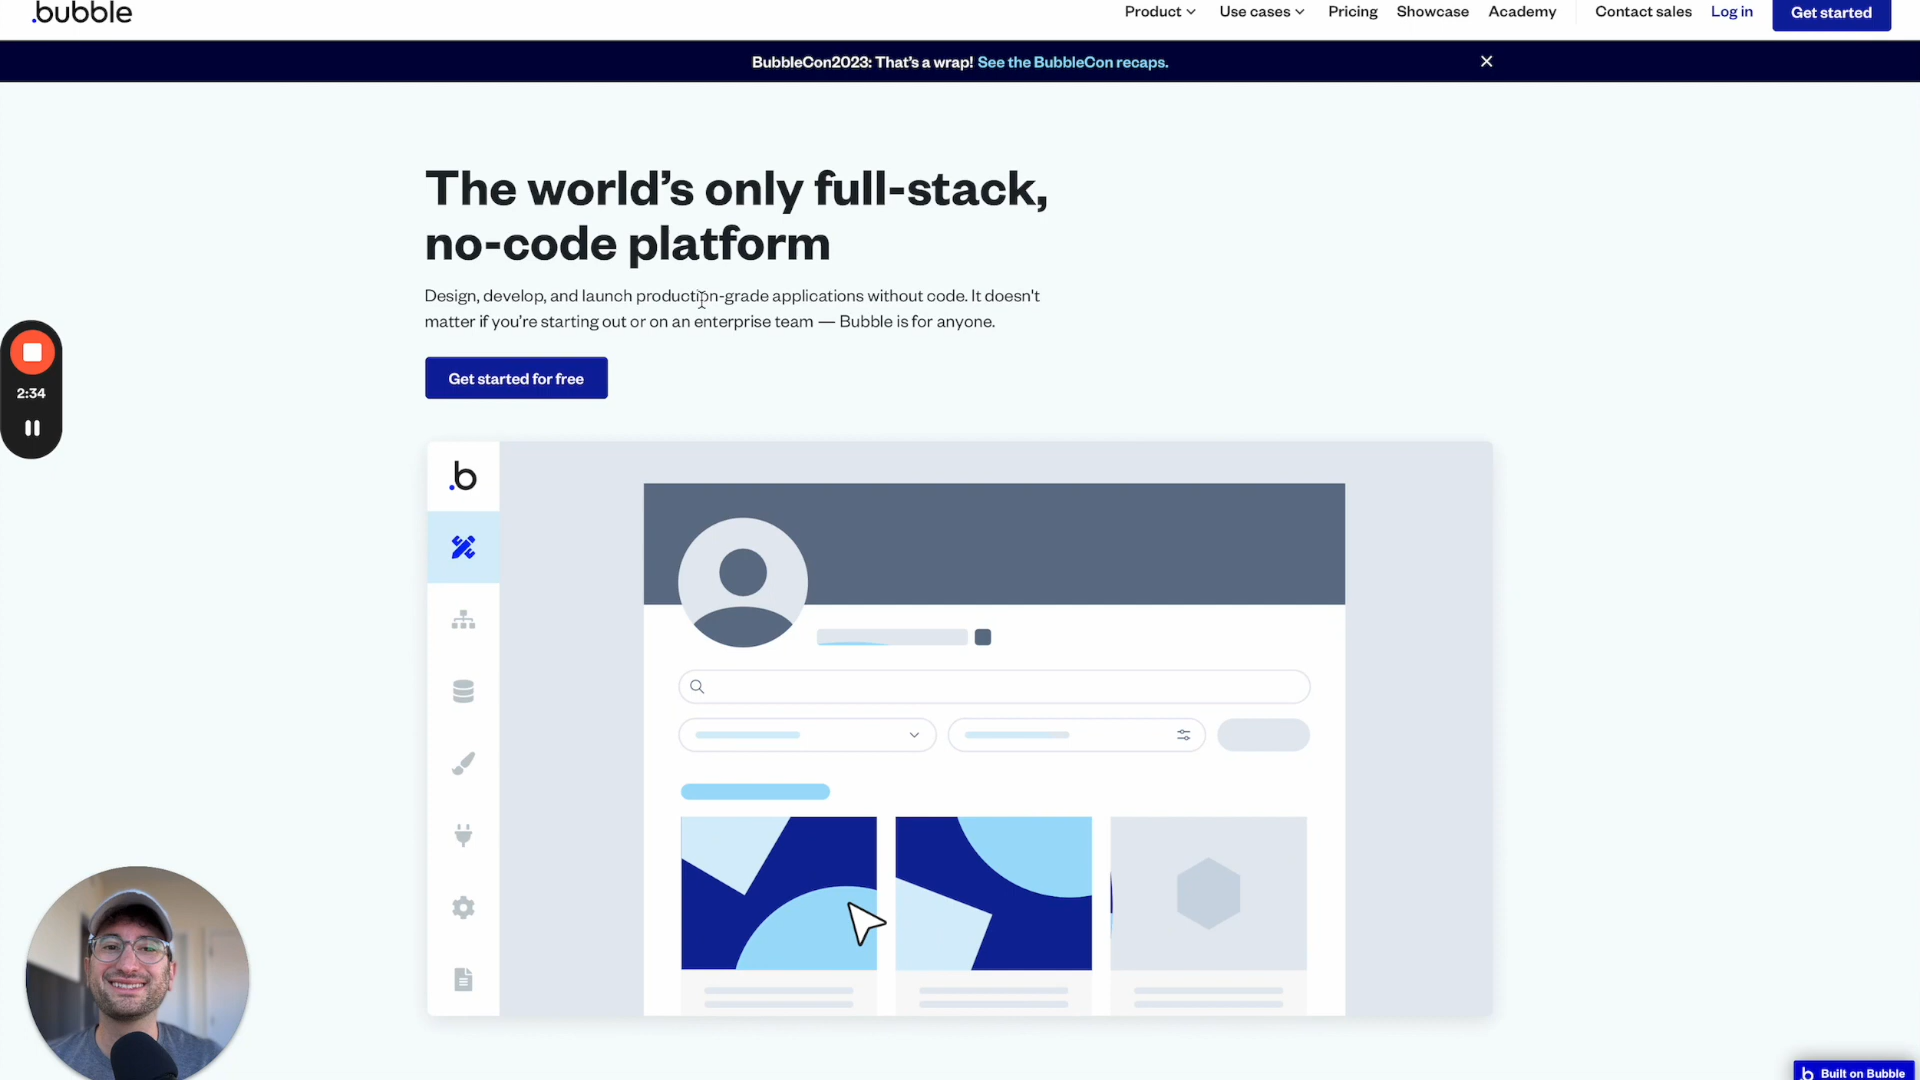 .bubble
Product Use cases Pricing Showcase Academy Contact sales Log in Get started
BubbleCon2023: That's a wrap! See the BubbleCon recaps.
The world’s only full-stack,
no-code platform
Design, develop, and launch production-grade applications without code. It doesn't
matter if you're starting out or on an enterprise team — Bubble is for anyone.
Get started for free
2:34
.b
b Built on Bubble